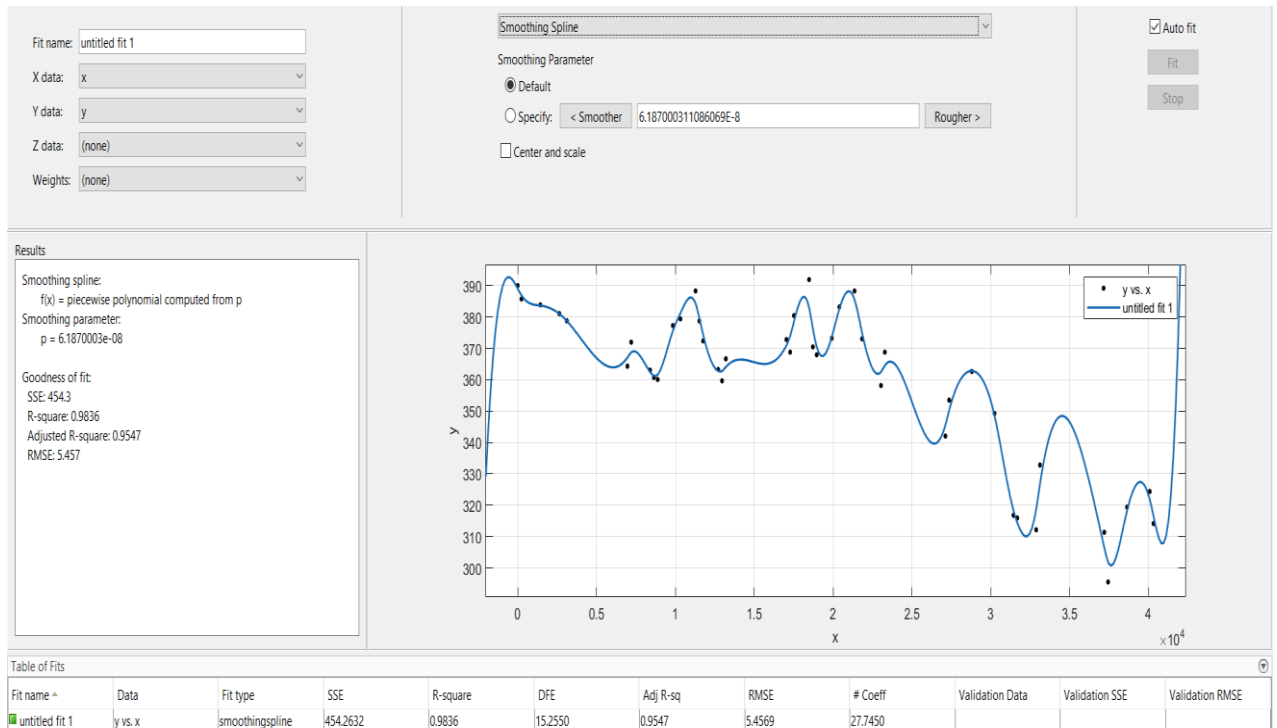 Fit name: untitled fit 1
X data: x
Y data: y
Z data: (none)
Weights: (none)
Smoothing Spline
Smoothing Parameter
Default
Specify: < Smoother 6.187000311086069E-8 Rougher >
Center and scale
Auto fit
Fit
Stop
Results
Smoothing spline:
f(x) = piecewise polynomial computed from p
Smoothing parameter:
p = 6.1870003e-08
Goodness of fit:
SSE: 454.3
R-square: 0.9836
Adjusted R-square: 0.9547
RMSE: 5.457
390
380
370
360
350
340
330
320
310
300
y
y vs. x
untitled fit 1
0 0.5 1 1.5 2 2.5 3 3.5 4
x
×10⁴
Table of Fits
Fit name Data Fit type SSE R-square DFE Adj R-sq RMSE # Coeff Validation Data Validation SSE Validation RMSE
untitled fit 1 y vs. x smoothingspline 454.2632 0.9836 15.2550 0.9547 5.4569 27.7450